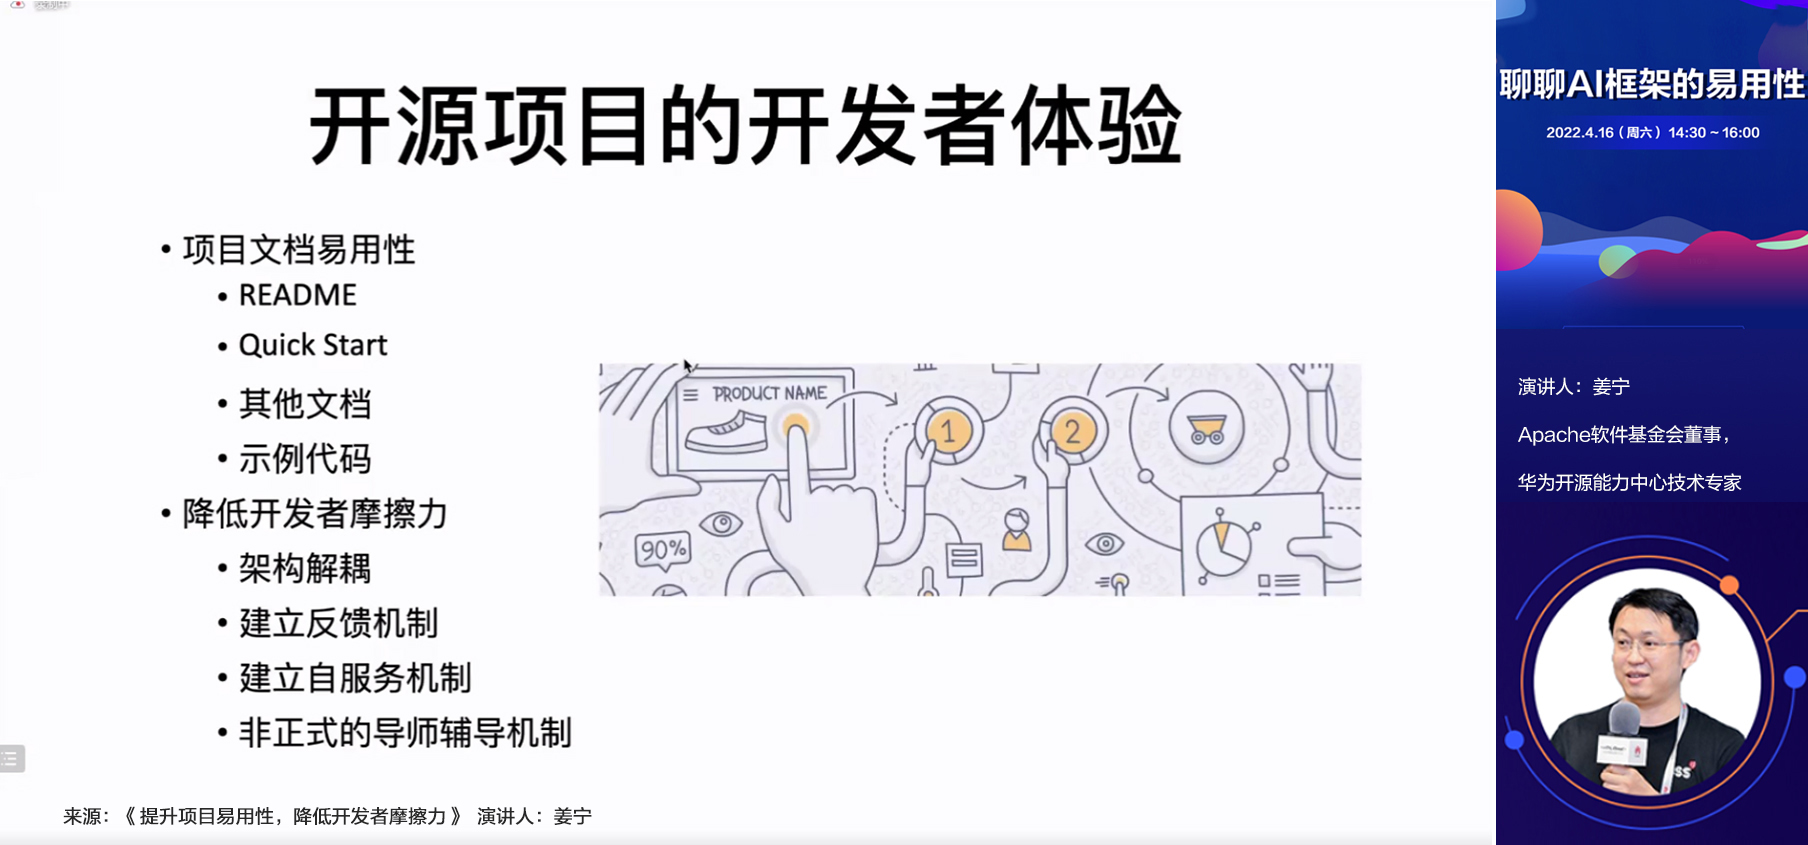 开源项目的开发者体验
• 项目文档易用性
• README
• Quick Start
• 其他文档
• 示例代码
• 降低开发者摩擦力
• 架构解耦
• 建立反馈机制
• 建立自服务机制
• 非正式的导师辅导机制
PRODUCT NAME
1
2
90%
来源：《提升项目易用性，降低开发者摩擦力》 演讲人：姜宁
聊聊AI框架的易用性
2022.4.16（周六）14:30 ~ 16:00
演讲人：姜宁
Apache软件基金会董事，
华为开源能力中心技术专家